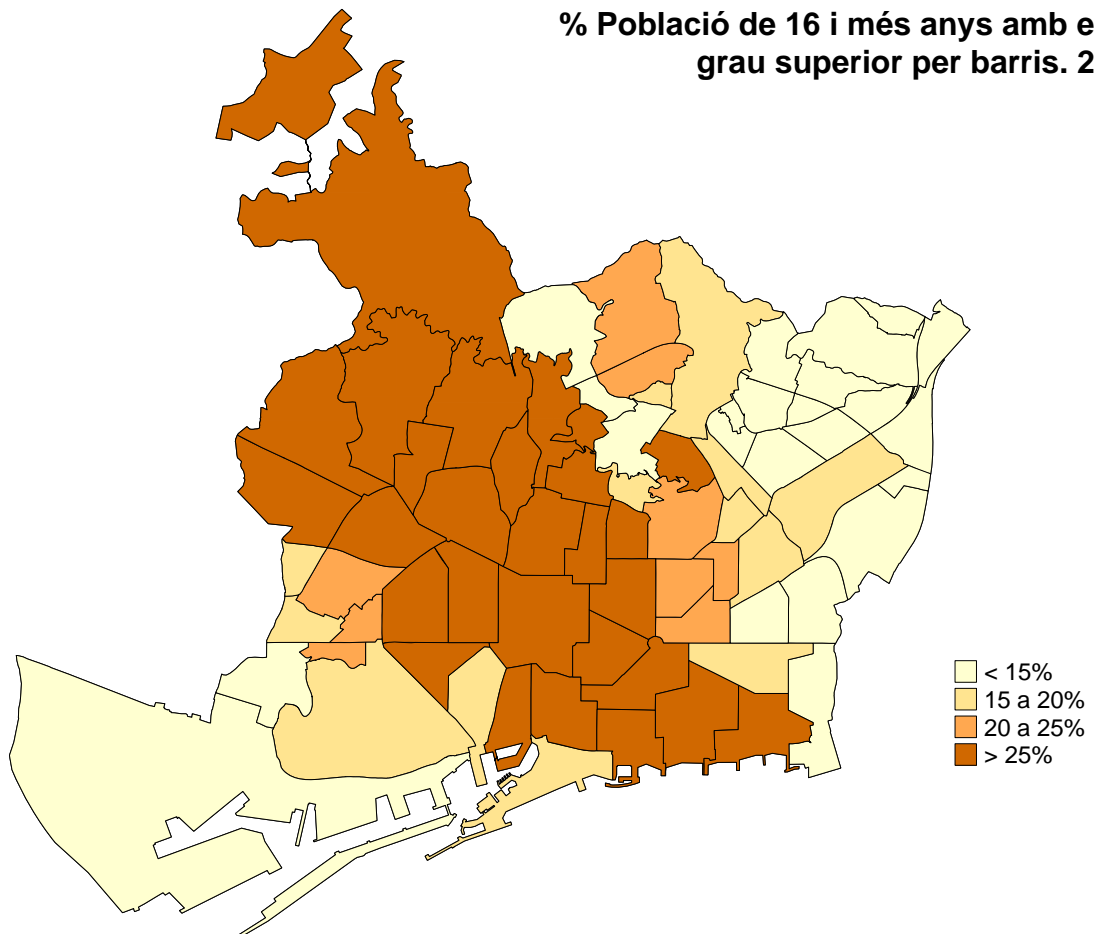 % Població de 16 i més anys amb e
grau superior per barris. 2
< 15%
15 a 20%
20 a 25%
> 25%